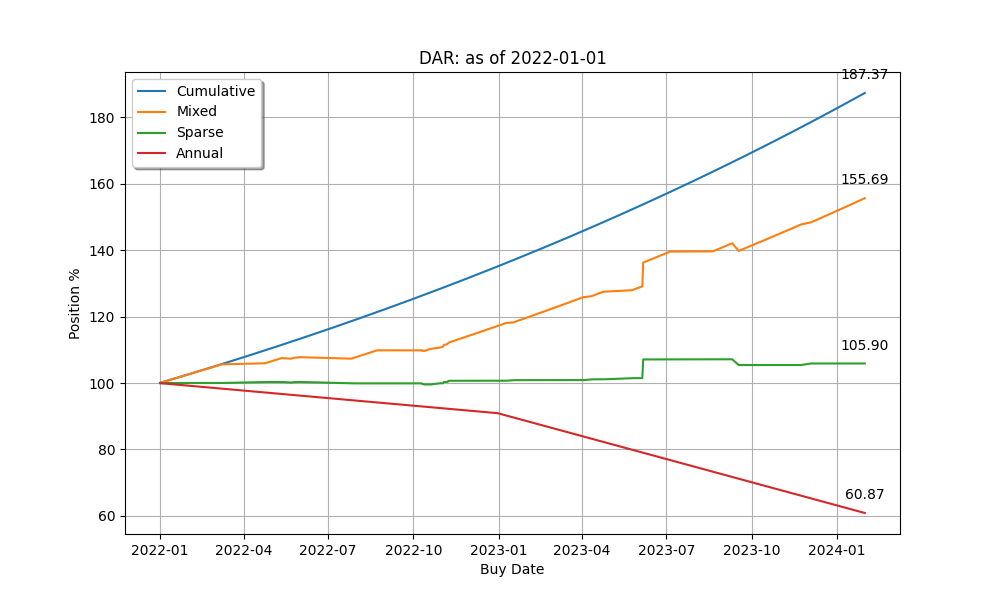 DAR: as of 2022-01-01
187.37
Cumulative
Mixed
Sparse
Annual
180
160
140
120
100
80
60
155.69
105.90
60.87
Position %
2022-01 2022-04 2022-07 2022-10 2023-01 2023-04 2023-07 2023-10 2024-01
Buy Date